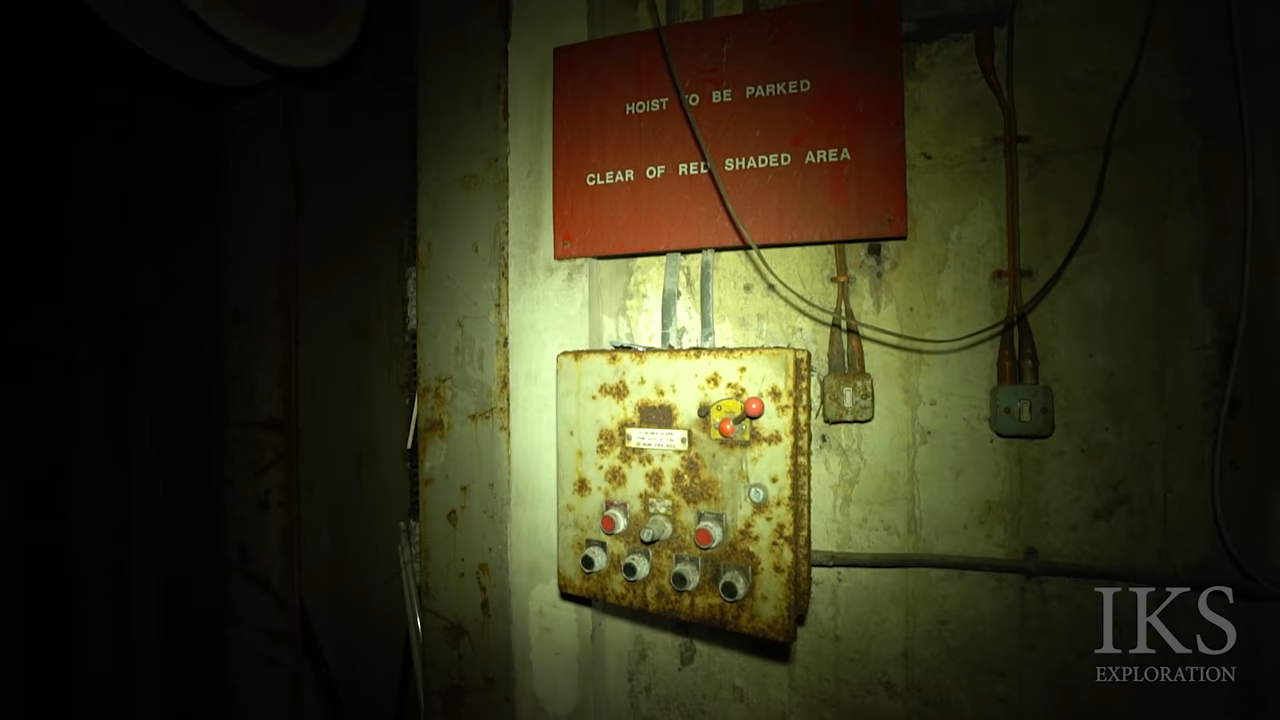 HOIST TO BE PARKED
CLEAR OF RED SHADED AREA
IKS
EXPLORATION